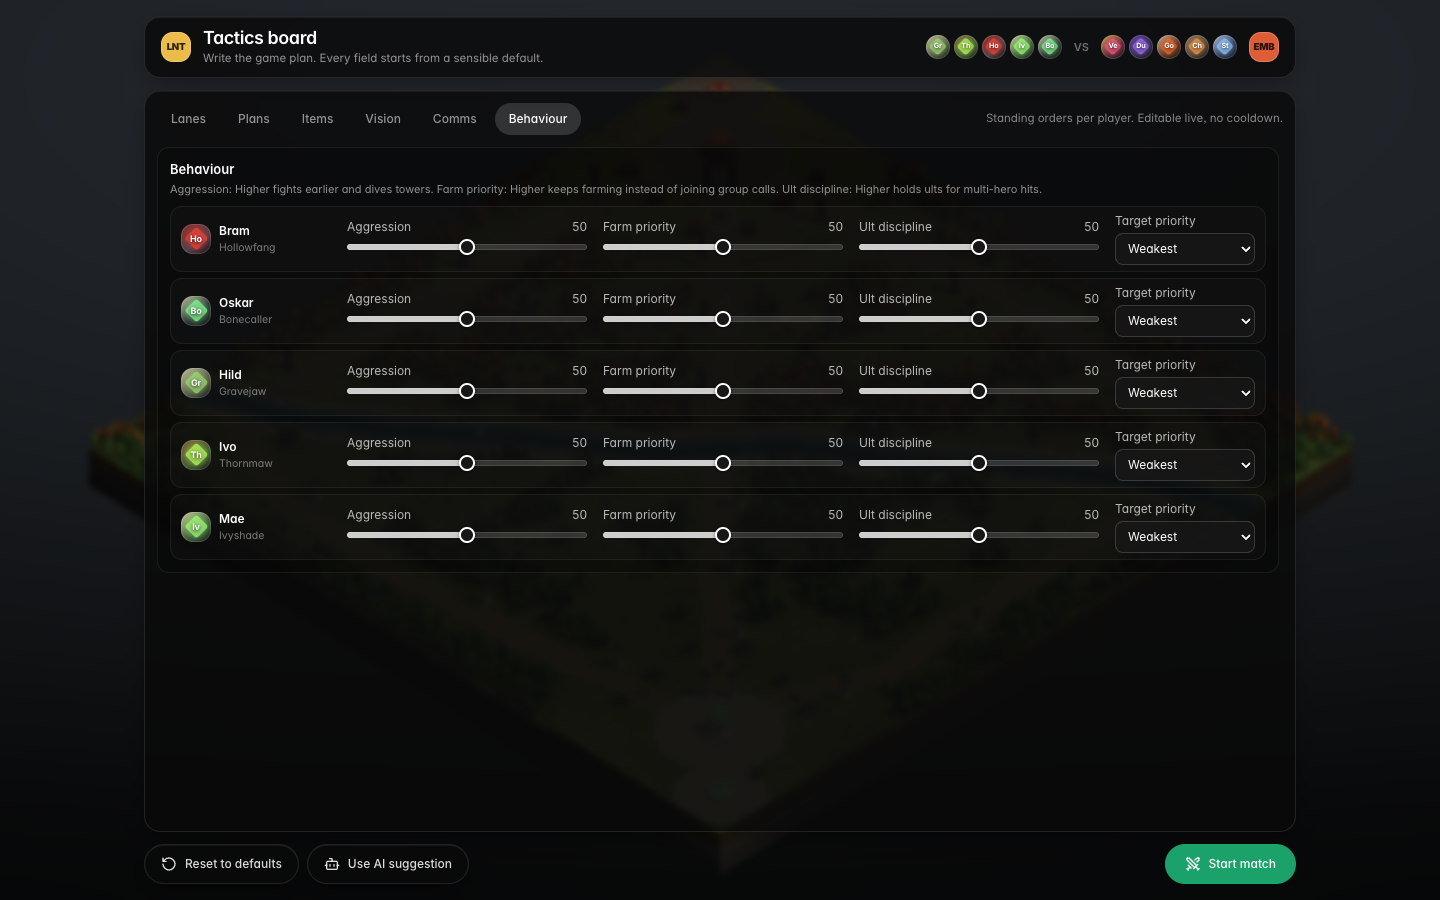 LNT
Tactics board
Write the game plan. Every field starts from a sensible default.
Gr Th Ho Iv Bo VS Ve Du Go Ch St EMB
Lanes Plans Items Vision Comms Behaviour
Standing orders per player. Editable live, no cooldown.
Behaviour
Aggression: Higher fights earlier and dives towers. Farm priority: Higher keeps farming instead of joining group calls. Ult discipline: Higher holds ults for multi-hero hits.
Ho
Bram
Hollowfang
Aggression 50
Farm priority 50
Ult discipline 50
Target priority
Weakest
Bo
Oskar
Bonecaller
Aggression 50
Farm priority 50
Ult discipline 50
Target priority
Weakest
Gr
Hild
Gravejaw
Aggression 50
Farm priority 50
Ult discipline 50
Target priority
Weakest
Th
Ivo
Thornmaw
Aggression 50
Farm priority 50
Ult discipline 50
Target priority
Weakest
Iv
Mae
Ivyshade
Aggression 50
Farm priority 50
Ult discipline 50
Target priority
Weakest
Reset to defaults
Use AI suggestion
Start match